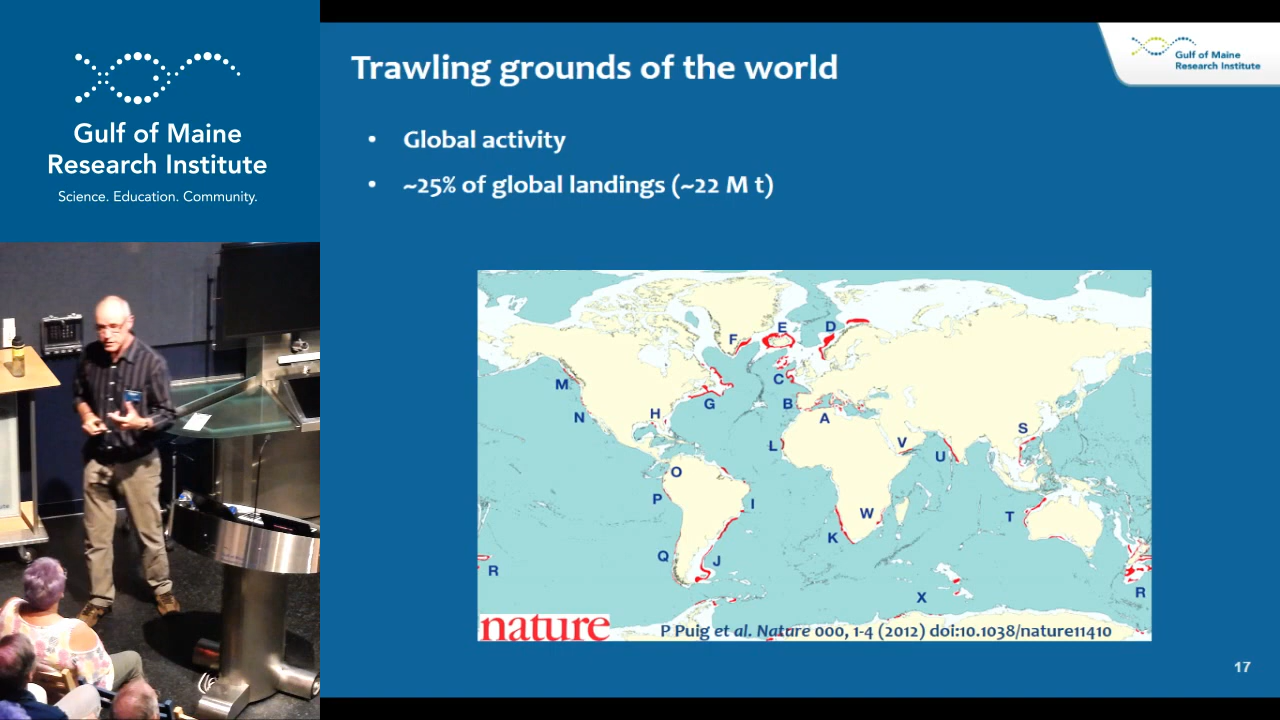 Gulf of Maine
Research Institute
Science. Education. Community.
Trawling grounds of the world
Gulf of Maine
Research Institute
• Global activity
• ~25% of global landings (~22 M t)
F
E
D
M
C
G
B
N
H
A
S
L
V
U
O
P
I
W
T
K
Q
J
R
X
R
nature
P Puig et al. Nature 000, 1-4 (2012) doi:10.1038/nature11410
17